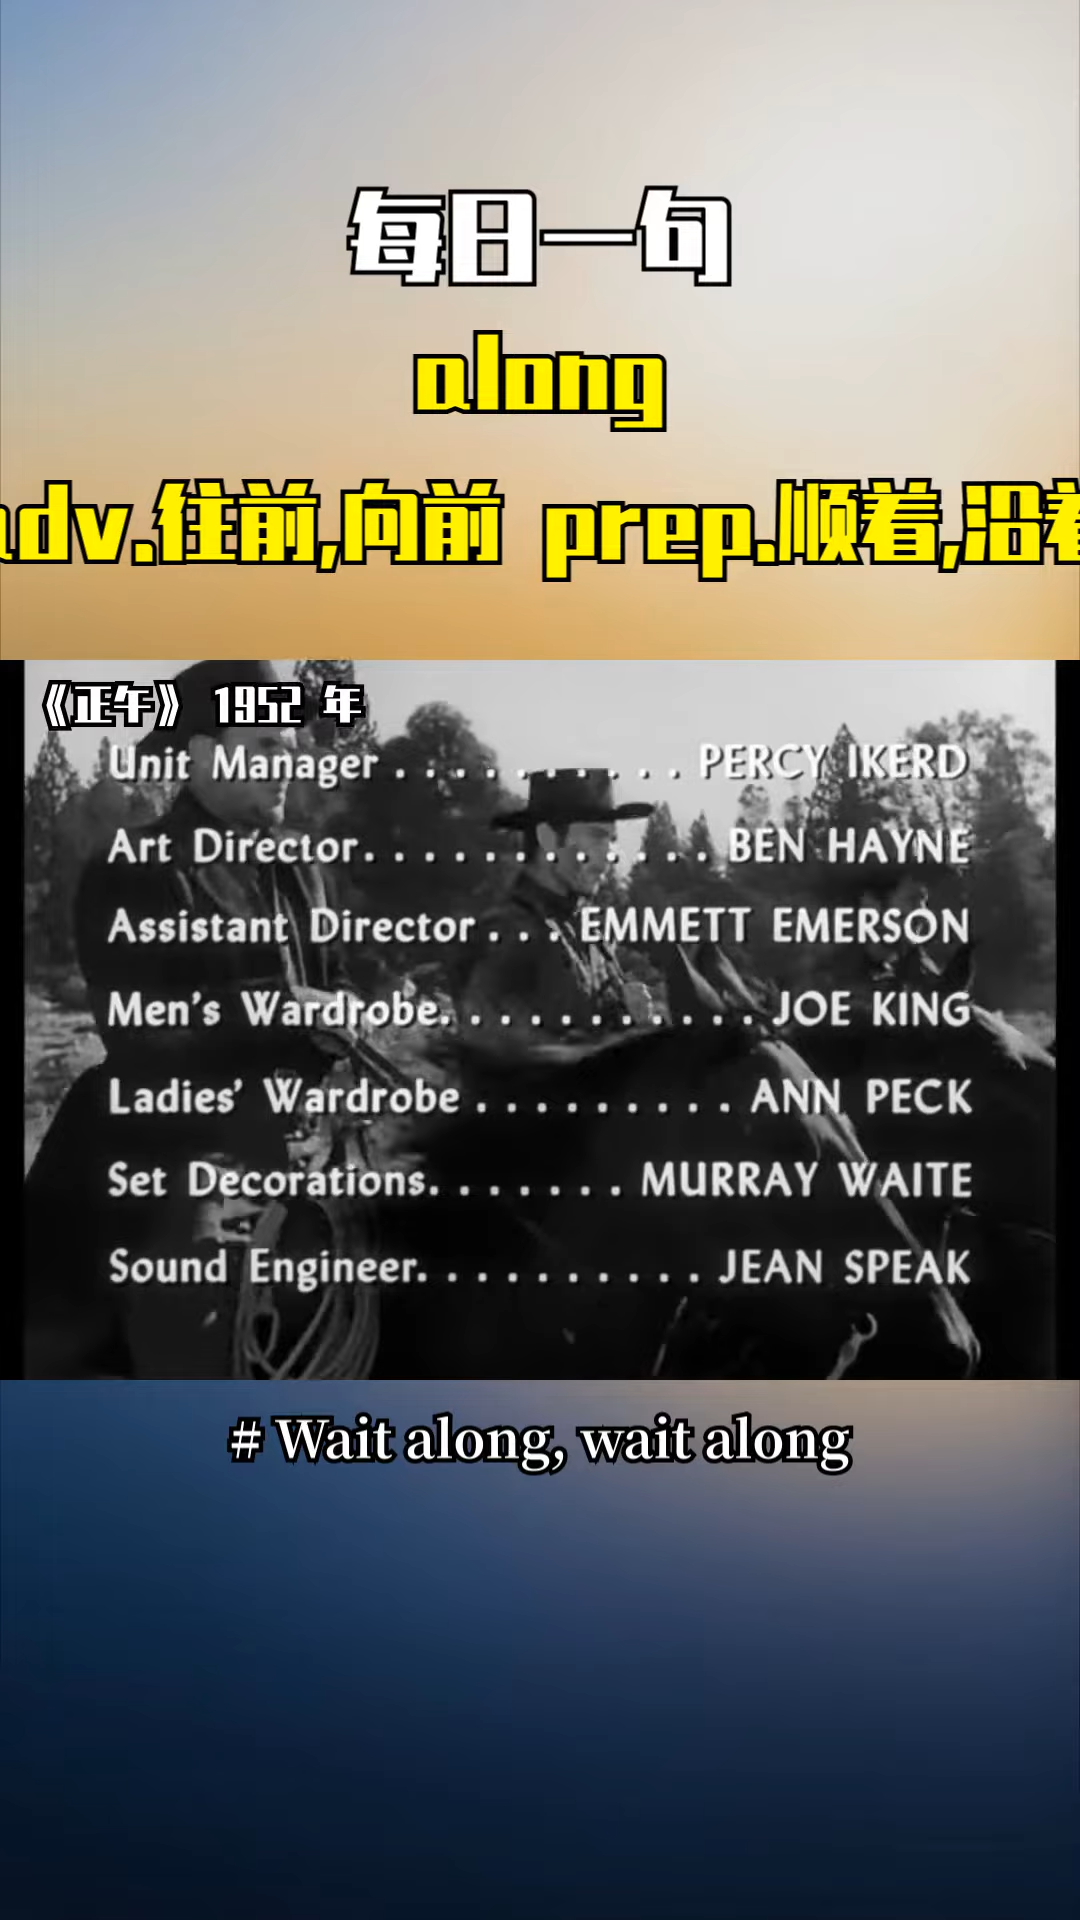 每日一句
along
adv.往前,向前 prep.顺着,沿着
《正午》 1952 年
Unit Manager . . . . . . . . . . PERCY IKERD
Art Director. . . . . . . . . . . . BEN HAYNE
Assistant Director . . . EMMETT EMERSON
Men's Wardrobe. . . . . . . . . . . JOE KING
Ladies' Wardrobe . . . . . . . . . ANN PECK
Set Decorations. . . . . . . MURRAY WAITE
Sound Engineer. . . . . . . . . . JEAN SPEAK
# Wait along, wait along